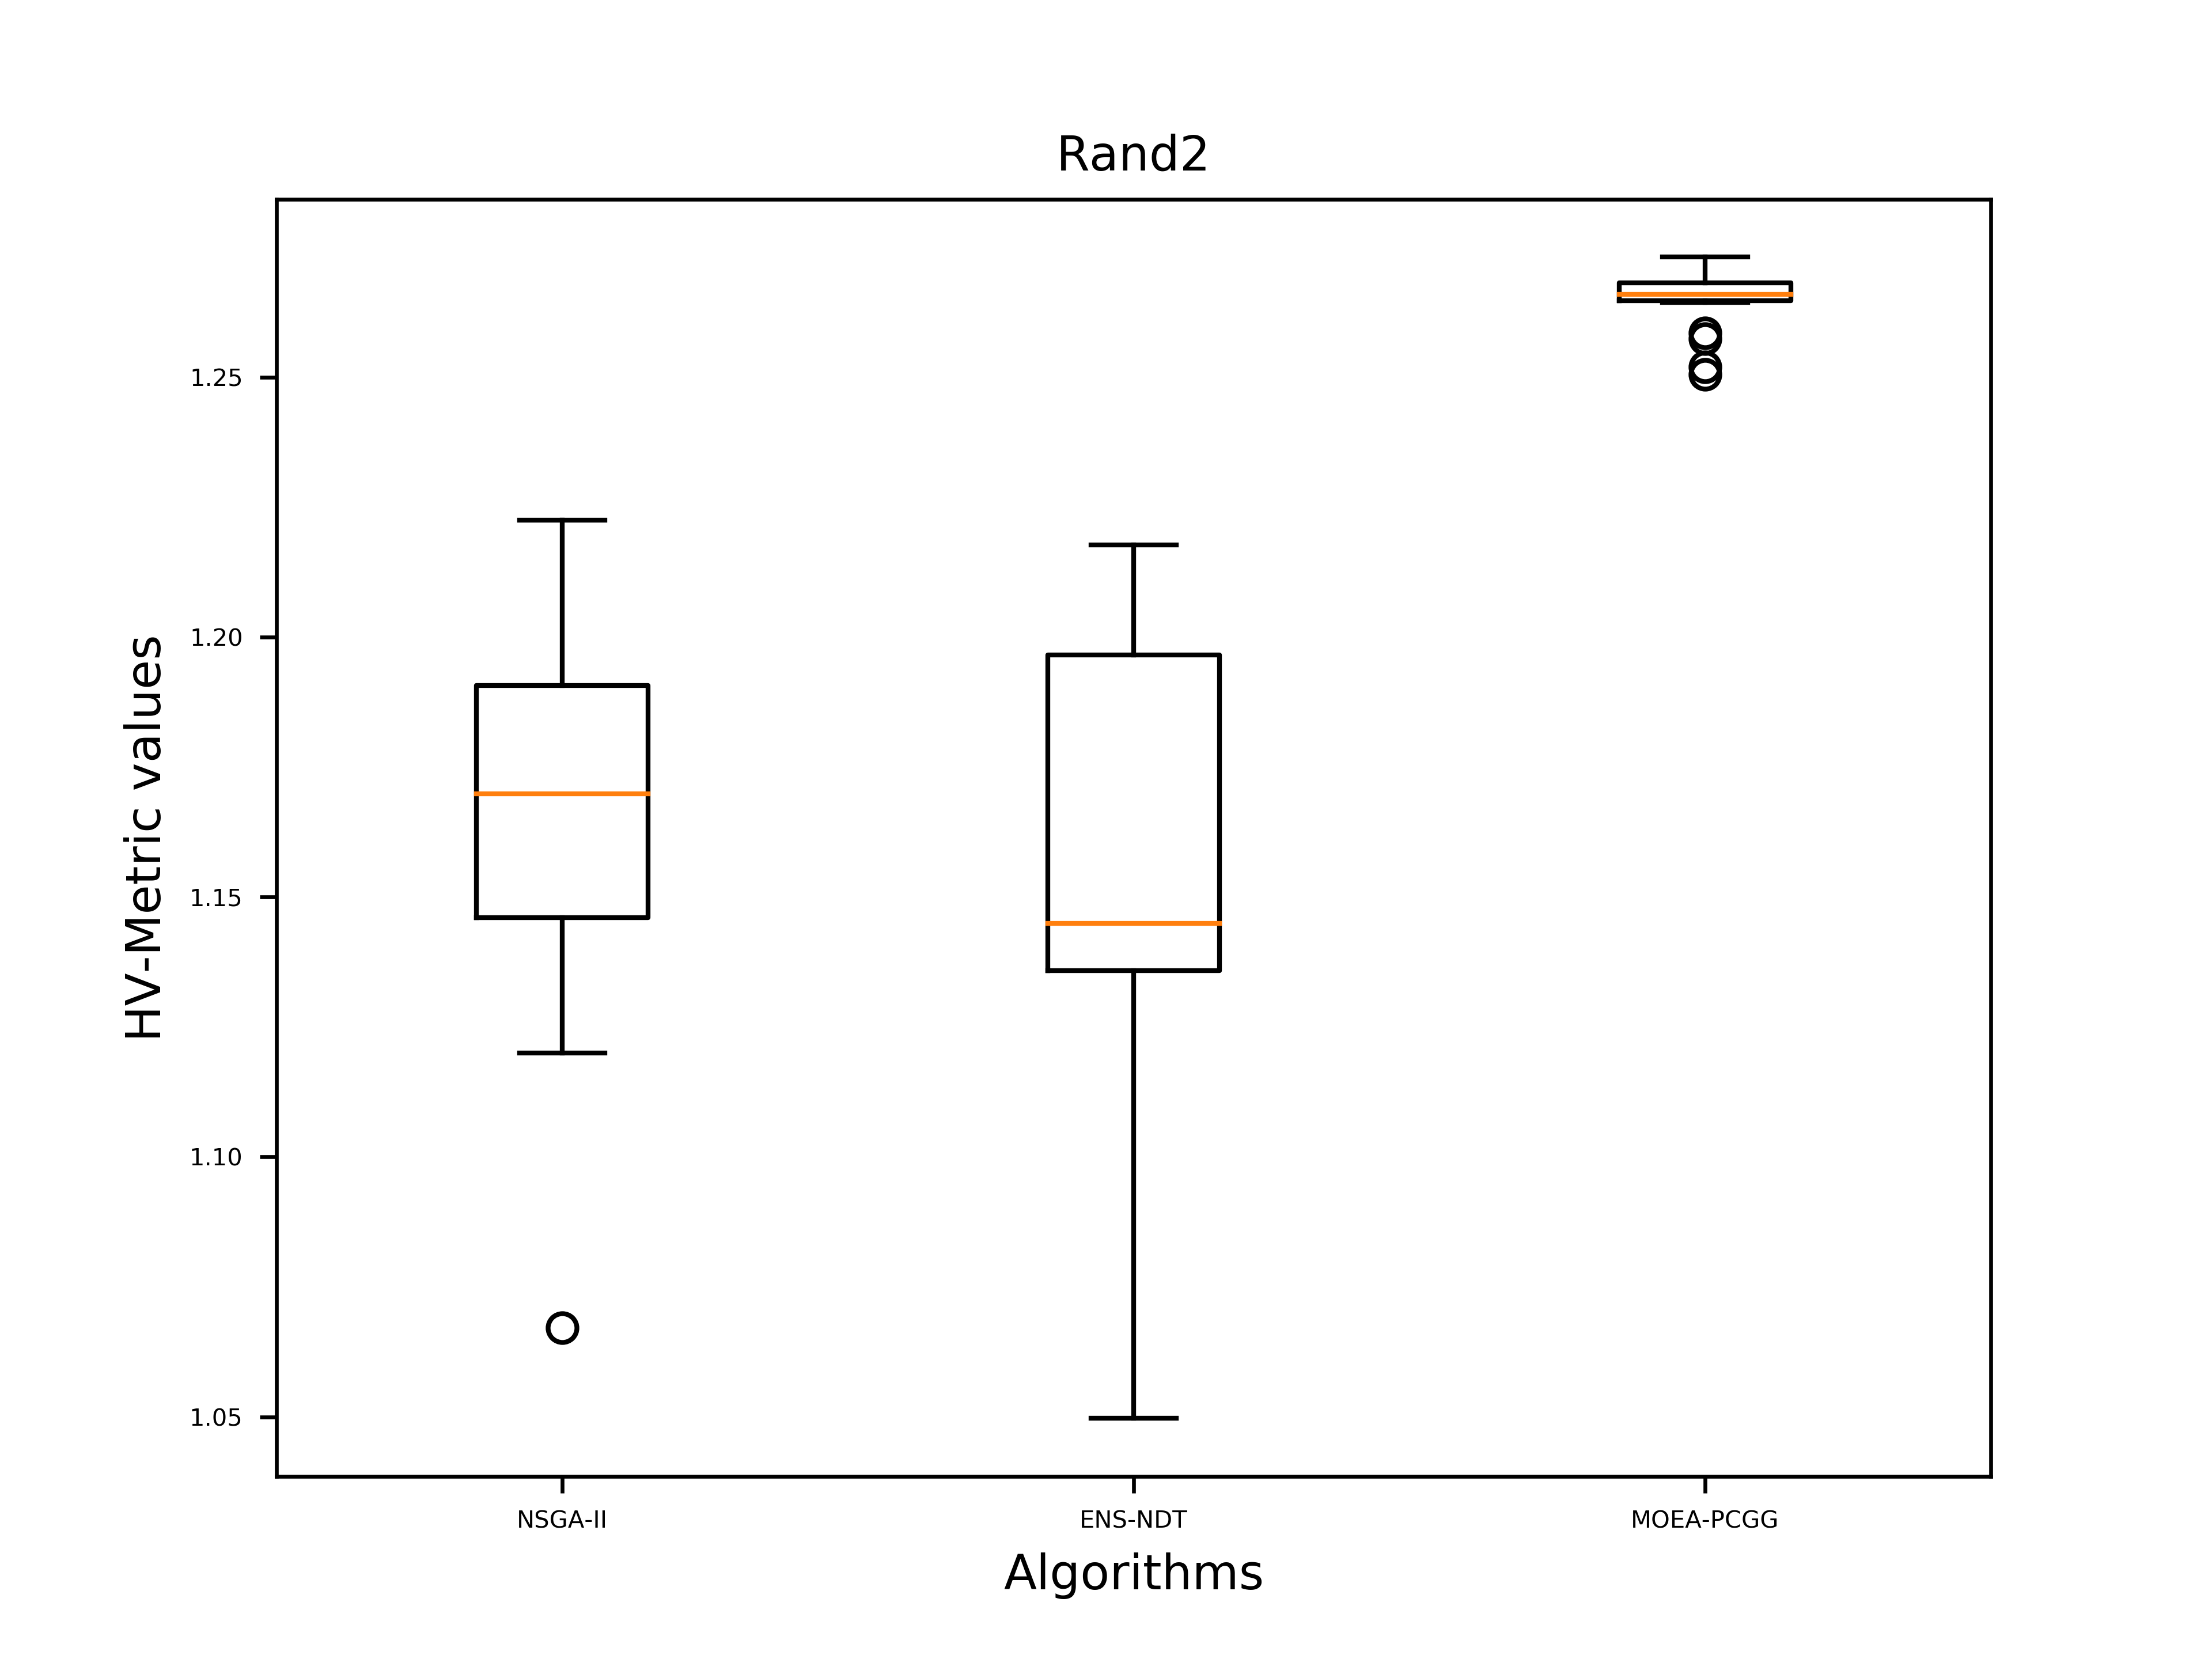 Rand2
HV-Metric values
1.25
1.20
1.15
1.10
1.05
NSGA-II
ENS-NDT
MOEA-PCGG
Algorithms